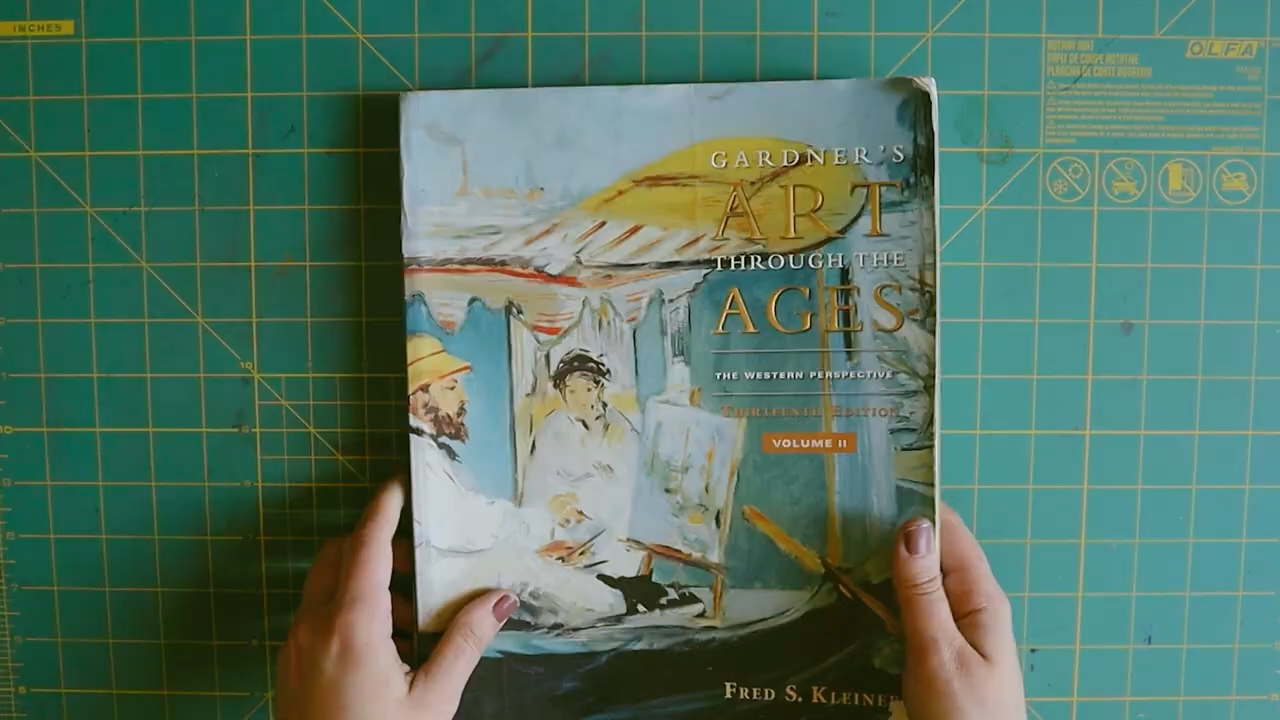 INCHES
OLFA
GARDNER'S
ART
THROUGH THE
AGES
THE WESTERN PERSPECTIVE
THIRTEENTH EDITION
VOLUME II
FRED S. KLEINER